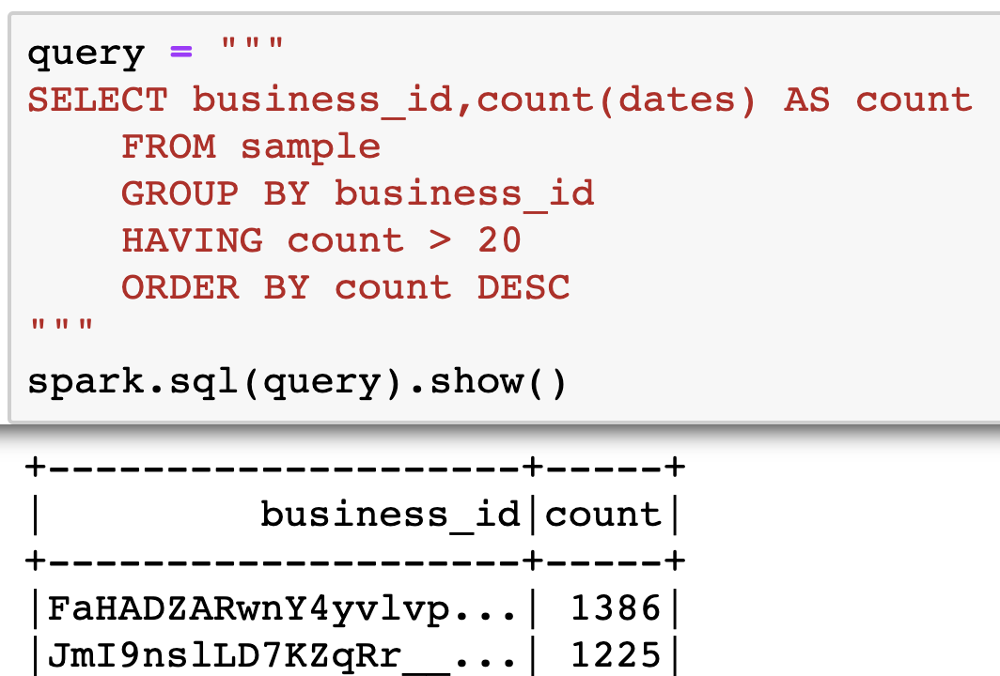 query = """
SELECT business_id,count(dates) AS count
    FROM sample
    GROUP BY business_id
    HAVING count > 20
    ORDER BY count DESC
"""
spark.sql(query).show()
+--------------------+-----+
|         business_id|count|
+--------------------+-----+
|FaHADZARwnY4yvlvp...| 1386|
|JmI9nslLD7KZqRr__...| 1225|